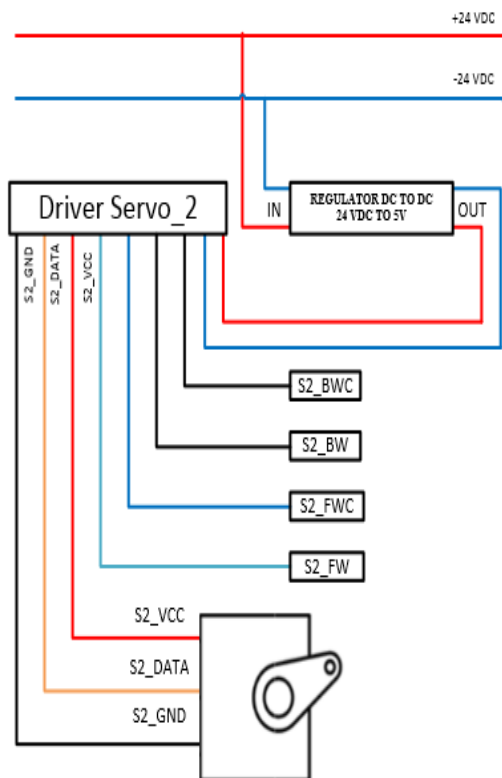 +24 VDC
-24 VDC
Driver Servo_2
IN
REGULATOR DC TO DC
24 VDC TO 5V
OUT
S2_GND
S2_DATA
S2_VCC
S2_BWC
S2_BW
S2_FWC
S2_FW
S2_VCC
S2_DATA
S2_GND